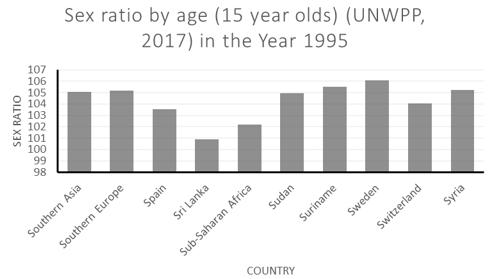 Sex ratio by age (15 year olds) (UNWPP,
2017) in the Year 1995
SEX RATIO
107
106
105
104
103
102
101
100
99
98
Southern Asia
Southern Europe
Spain
Sri Lanka
Sub-Saharan Africa
Sudan
Suriname
Sweden
Switzerland
Syria
COUNTRY